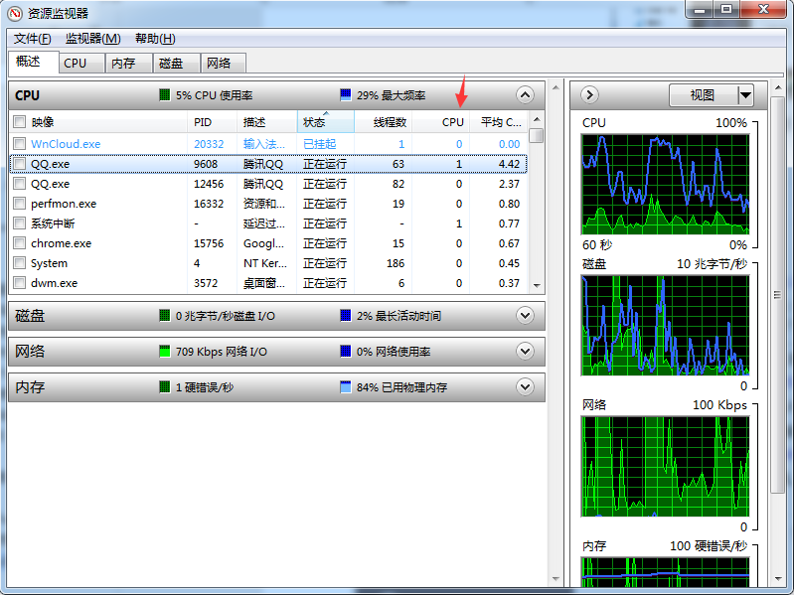 资源监视器
文件(F) 监视器(M) 帮助(H)
概述 CPU 内存 磁盘 网络
CPU 5% CPU 使用率 29% 最大频率
映像 PID 描述 状态 线程数 CPU 平均 C...
WnCloud.exe 20332 输入法... 已挂起 1 0 0.00
QQ.exe 9608 腾讯QQ 正在运行 63 1 4.42
QQ.exe 12456 腾讯QQ 正在运行 82 0 2.37
perfmon.exe 16332 资源和... 正在运行 19 0 0.80
系统中断 - 延迟过... 正在运行 - 1 0.77
chrome.exe 15756 Googl... 正在运行 15 0 0.67
System 4 NT Ker... 正在运行 186 0 0.45
dwm.exe 3572 桌面窗... 正在运行 6 0 0.37
磁盘 0 兆字节/秒磁盘 I/O 2% 最长活动时间
网络 709 Kbps 网络 I/O 0% 网络使用率
内存 1 硬错误/秒 84% 已用物理内存
视图
CPU 100%
60 秒 0%
磁盘 10 兆字节/秒
0
网络 100 Kbps
0
内存 100 硬错误/秒